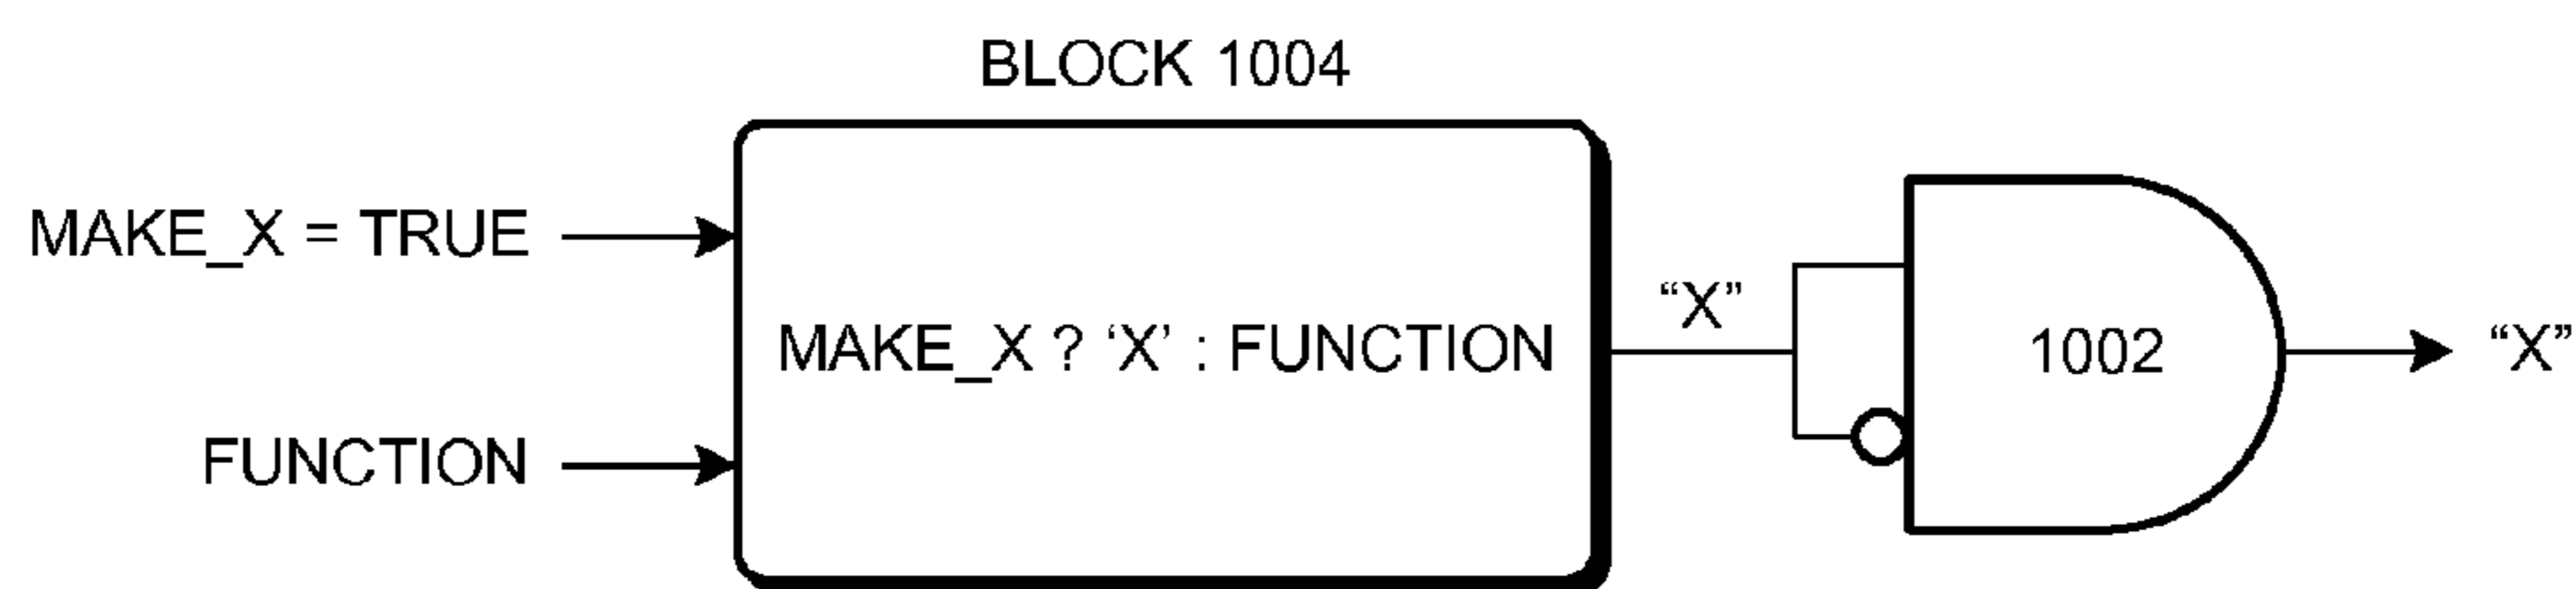 BLOCK 1004
MAKE_X = TRUE
FUNCTION
MAKE_X ? ‘X’ : FUNCTION
“X”
1002
“X”